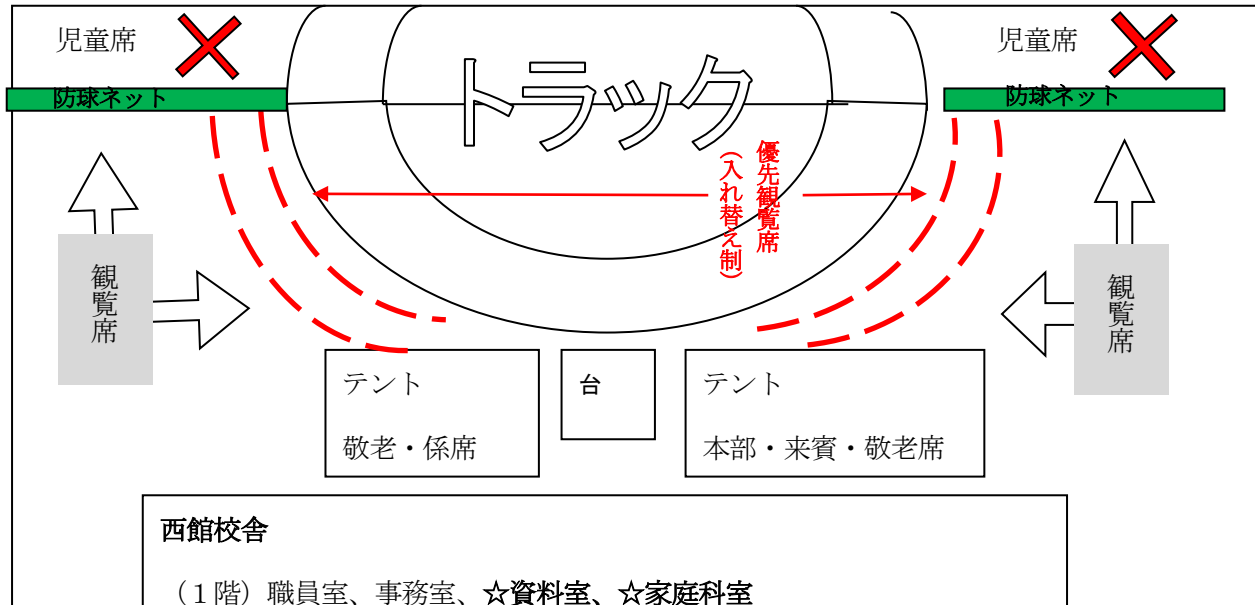 児童席
児童席
防球ネット
防球ネット
トラック
優先観覧席
(入れ替え制)
観覧席
観覧席
テント
敬老・係席
台
テント
本部・来賓・敬老席
西館校舎
(1階)職員室、事務室、☆資料室、☆家庭科室